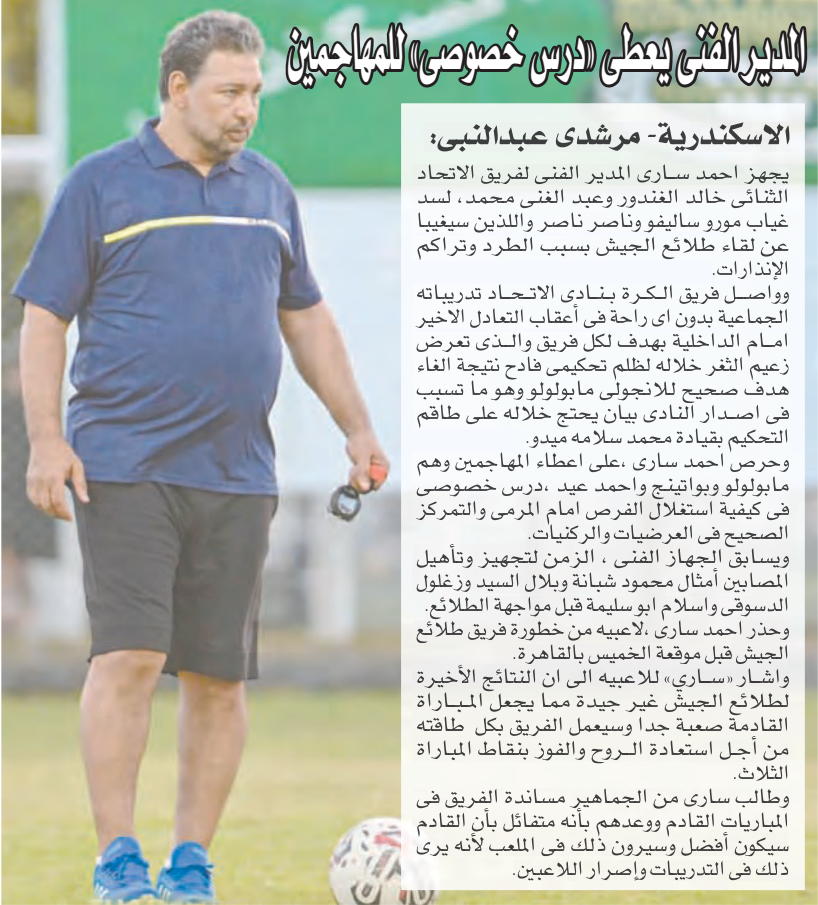 المدير الفنى يعطى «درس خصوصى» للمهاجمين
الاسكندرية- مرشدى عبدالنبى:
يجهز احمد سارى المدير الفنى لفريق الاتحاد
الثنائى خالد الغندور وعبد الغنى محمد، لسد
غياب مورو ساليفو وناصر ناصر واللذين سيغيبا
عن لقاء طلائع الجيش بسبب الطرد وتراكم
الإنذارات.
وواصل فريق الكرة بنادى الاتحاد تدريباته
الجماعية بدون اى راحة فى أعقاب التعادل الاخير
امام الداخلية بهدف لكل فريق والذى تعرض
زعيم الثغر خلاله لظلم تحكيمى فادح نتيجة الغاء
هدف صحيح للانجولى مابولولو وهو ما تسبب
فى اصدار النادى بيان يحتج خلاله على طاقم
التحكيم بقيادة محمد سلامه ميدو.
وحرص احمد سارى ،على اعطاء المهاجمين وهم
مابولولو وبواتينج واحمد عيد ،درس خصوصى
فى كيفية استغلال الفرص امام المرمى والتمركز
الصحيح فى العرضيات والركنيات.
ويسابق الجهاز الفنى ، الزمن لتجهيز وتأهيل
المصابين أمثال محمود شبانة وبلال السيد وزغلول
الدسوقى واسلام ابو سليمة قبل مواجهة الطلائع.
وحذر احمد سارى ،لاعبيه من خطورة فريق طلائع
الجيش قبل موقعة الخميس بالقاهرة.
واشار «ساري» للاعبيه الى ان النتائج الأخيرة
لطلائع الجيش غير جيدة مما يجعل المباراة
القادمة صعبة جدا وسيعمل الفريق بكل طاقته
من أجل استعادة الروح والفوز بنقاط المباراة
الثلاث.
وطالب سارى من الجماهير مساندة الفريق فى
المباريات القادم ووعدهم بأنه متفائل بأن القادم
سيكون أفضل وسيرون ذلك فى الملعب لأنه يرى
ذلك فى التدريبات وإصرار اللاعبين.